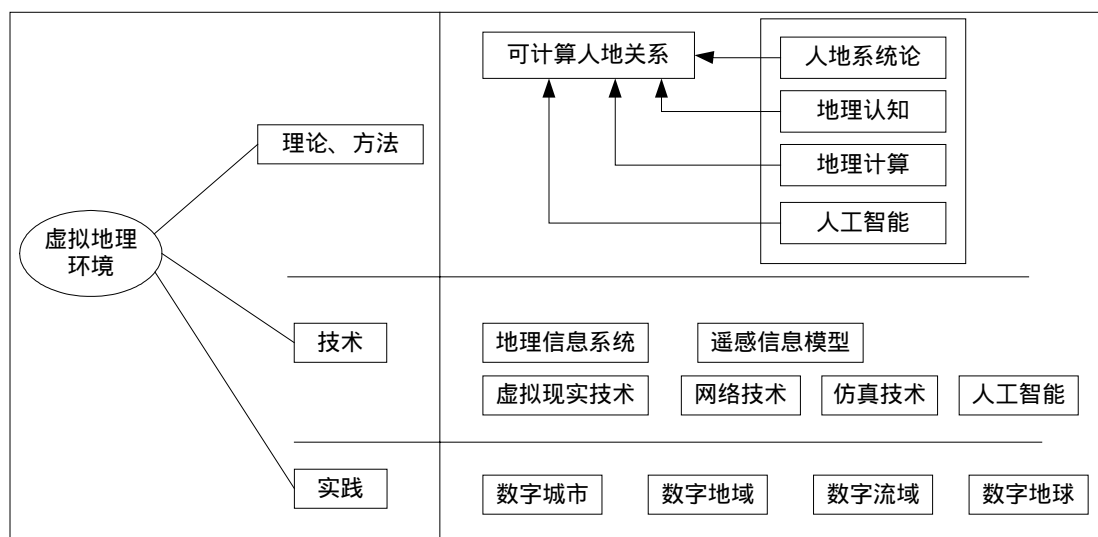 可计算人地关系
人地系统论
地理认知
理论、方法
地理计算
人工智能
虚拟地理
环境
技术
地理信息系统
遥感信息模型
虚拟现实技术
网络技术
仿真技术
人工智能
实践
数字城市
数字地域
数字流域
数字地球